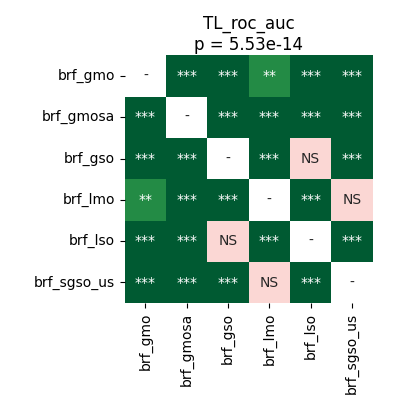 TL_roc_auc
p = 5.53e-14
brf_gmo - *** *** ** *** ***
brf_gmosa *** - *** *** *** ***
brf_gso *** *** - *** NS ***
brf_lmo ** *** *** - *** NS
brf_lso *** *** NS *** - ***
brf_sgso_us *** *** *** NS *** -
brf_gmo
brf_gmosa
brf_gso
brf_lmo
brf_lso
brf_sgso_us